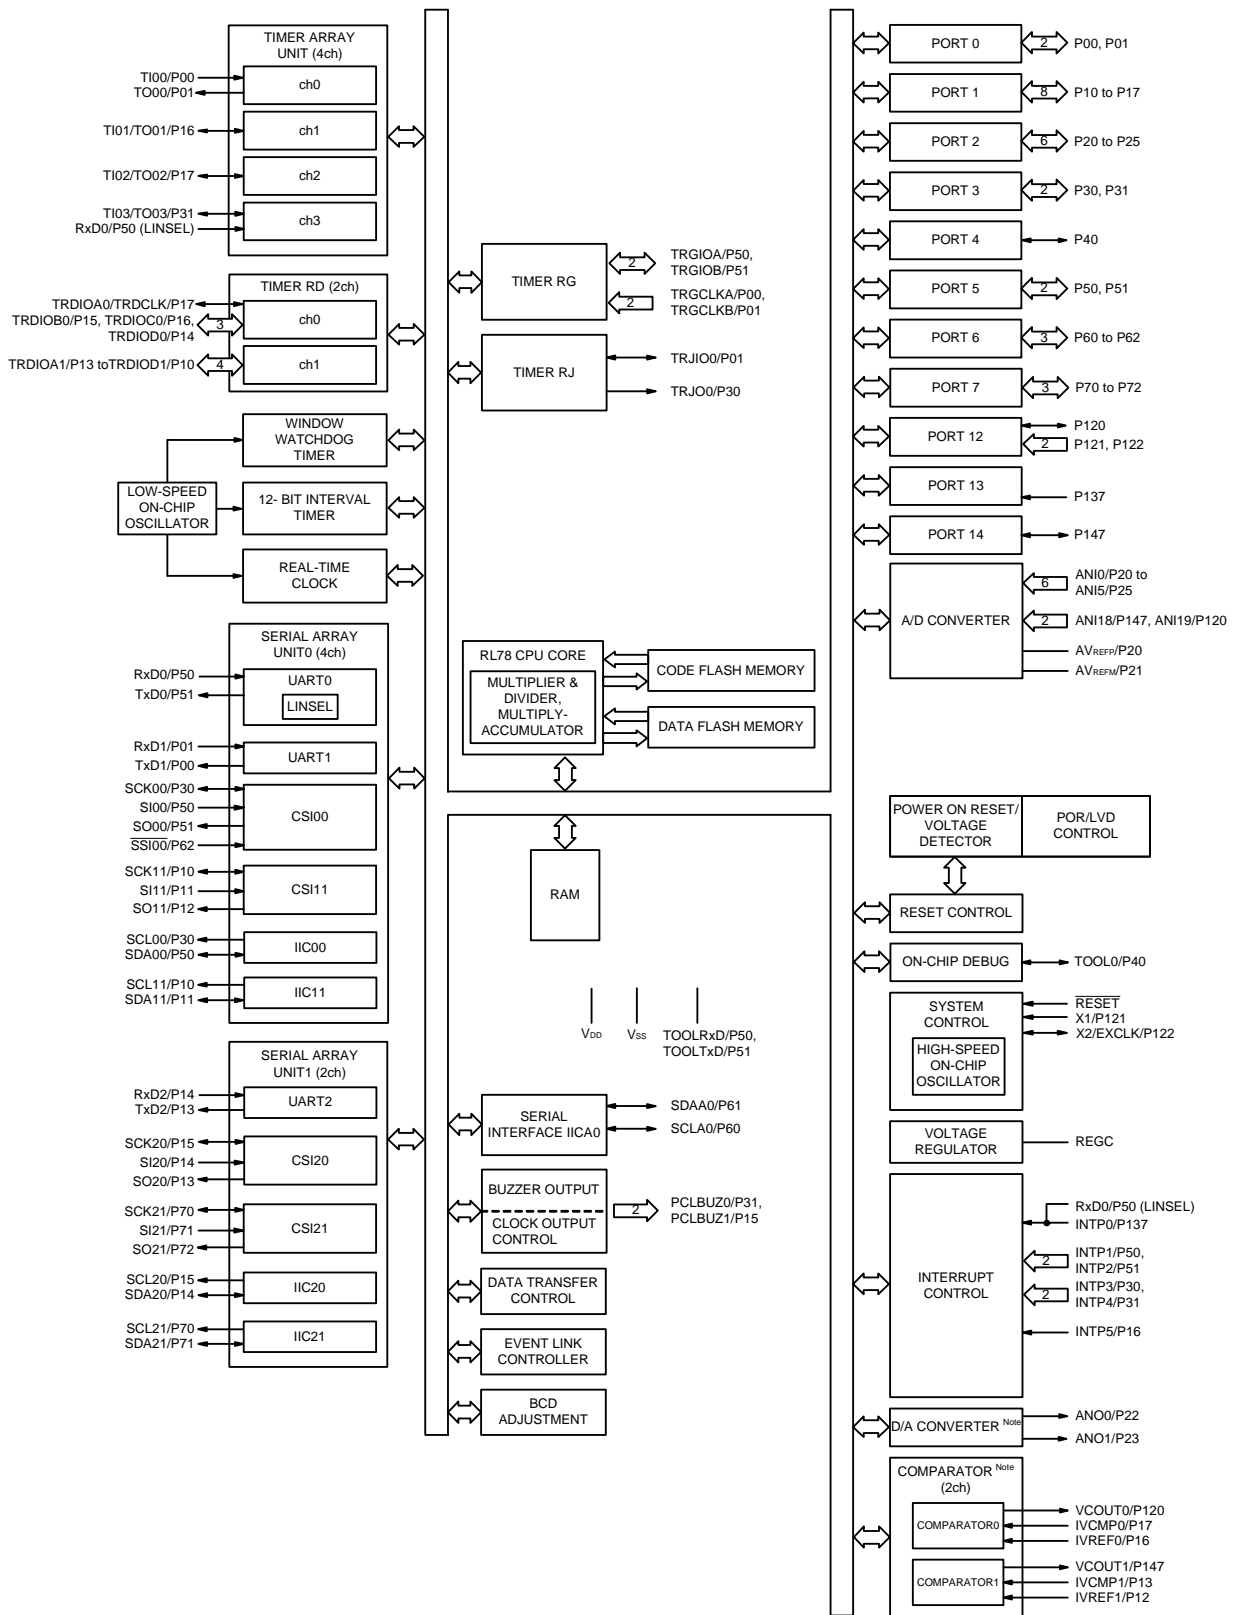 TIMER ARRAY
UNIT (4ch)
TI00/P00
TO00/P01
ch0
TI01/TO01/P16
ch1
TI02/TO02/P17
ch2
TI03/TO03/P31
RxD0/P50 (LINSEL)
ch3
TIMER RD (2ch)
TRDIOA0/TRDCLK/P17
TRDIOB0/P15, TRDIOC0/P16,
TRDIOD0/P14
3
ch0
TRDIOA1/P13 toTRDIOD1/P10
4
ch1
WINDOW
WATCHDOG
TIMER
LOW-SPEED
ON-CHIP
OSCILLATOR
12- BIT INTERVAL
TIMER
REAL-TIME
CLOCK
SERIAL ARRAY
UNIT0 (4ch)
RxD0/P50
TxD0/P51
UART0
LINSEL
RxD1/P01
TxD1/P00
UART1
SCK00/P30
SI00/P50
SO00/P51
SSI00/P62
CSI00
SCK11/P10
SI11/P11
SO11/P12
CSI11
SCL00/P30
SDA00/P50
IIC00
SCL11/P10
SDA11/P11
IIC11
SERIAL ARRAY
UNIT1 (2ch)
RxD2/P14
TxD2/P13
UART2
SCK20/P15
SI20/P14
SO20/P13
CSI20
SCK21/P70
SI21/P71
SO21/P72
CSI21
SCL20/P15
SDA20/P14
IIC20
SCL21/P70
SDA21/P71
IIC21
TIMER RG
2
TRGIOA/P50,
TRGIOB/P51
2
TRGCLKA/P00,
TRGCLKB/P01
TIMER RJ
TRJIO0/P01
TRJO0/P30
RL78 CPU CORE
MULTIPLIER &
DIVIDER,
MULTIPLY-
ACCUMULATOR
CODE FLASH MEMORY
DATA FLASH MEMORY
RAM
VDD
VSS
TOOLRxD/P50,
TOOLTxD/P51
SERIAL
INTERFACE IICA0
SDAA0/P61
SCLA0/P60
BUZZER OUTPUT
CLOCK OUTPUT
CONTROL
2
PCLBUZ0/P31,
PCLBUZ1/P15
DATA TRANSFER
CONTROL
EVENT LINK
CONTROLLER
BCD
ADJUSTMENT
PORT 0
2
P00, P01
PORT 1
8
P10 to P17
PORT 2
6
P20 to P25
PORT 3
2
P30, P31
PORT 4
P40
PORT 5
2
P50, P51
PORT 6
3
P60 to P62
PORT 7
3
P70 to P72
PORT 12
P120
2
P121, P122
PORT 13
P137
PORT 14
P147
A/D CONVERTER
6
ANI0/P20 to
ANI5/P25
2
ANI18/P147, ANI19/P120
AVREFP/P20
AVREFM/P21
POWER ON RESET/
VOLTAGE
DETECTOR
POR/LVD
CONTROL
RESET CONTROL
ON-CHIP DEBUG
TOOL0/P40
SYSTEM
CONTROL
HIGH-SPEED
ON-CHIP
OSCILLATOR
RESET
X1/P121
X2/EXCLK/P122
VOLTAGE
REGULATOR
REGC
INTERRUPT
CONTROL
RxD0/P50 (LINSEL)
INTP0/P137
2
INTP1/P50,
INTP2/P51
2
INTP3/P30,
INTP4/P31
INTP5/P16
D/A CONVERTER Note
ANO0/P22
ANO1/P23
COMPARATOR Note
(2ch)
COMPARATOR0
VCOUT0/P120
IVCMP0/P17
IVREF0/P16
COMPARATOR1
VCOUT1/P147
IVCMP1/P13
IVREF1/P12